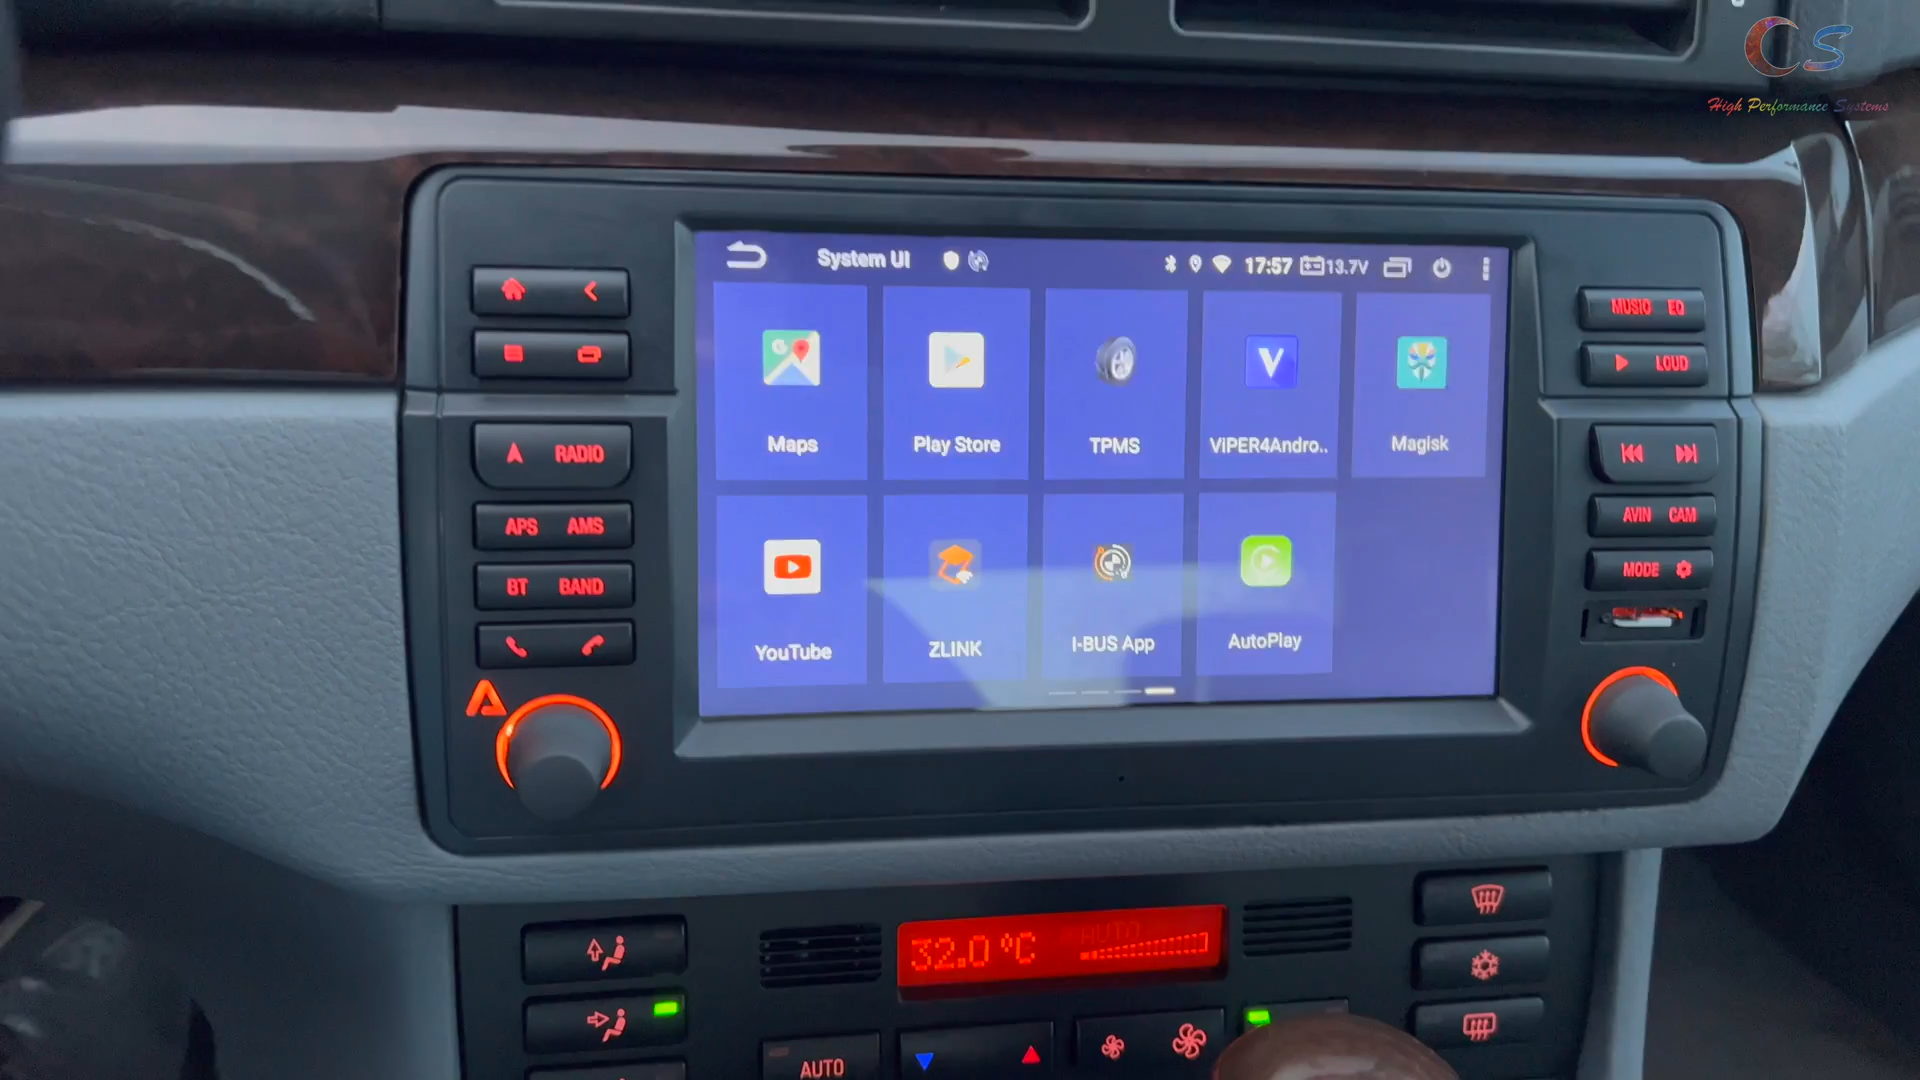 CS
High Performance Systems
System UI
17:57 13.7V
Maps
Play Store
TPMS
ViPER4Andro..
Magisk
YouTube
ZLINK
I-BUS App
AutoPlay
RADIO
APS AMS
BT BAND
MUSIC EQ
LOUD
AVIN CAM
MODE
32.0 °C AUTO
AUTO